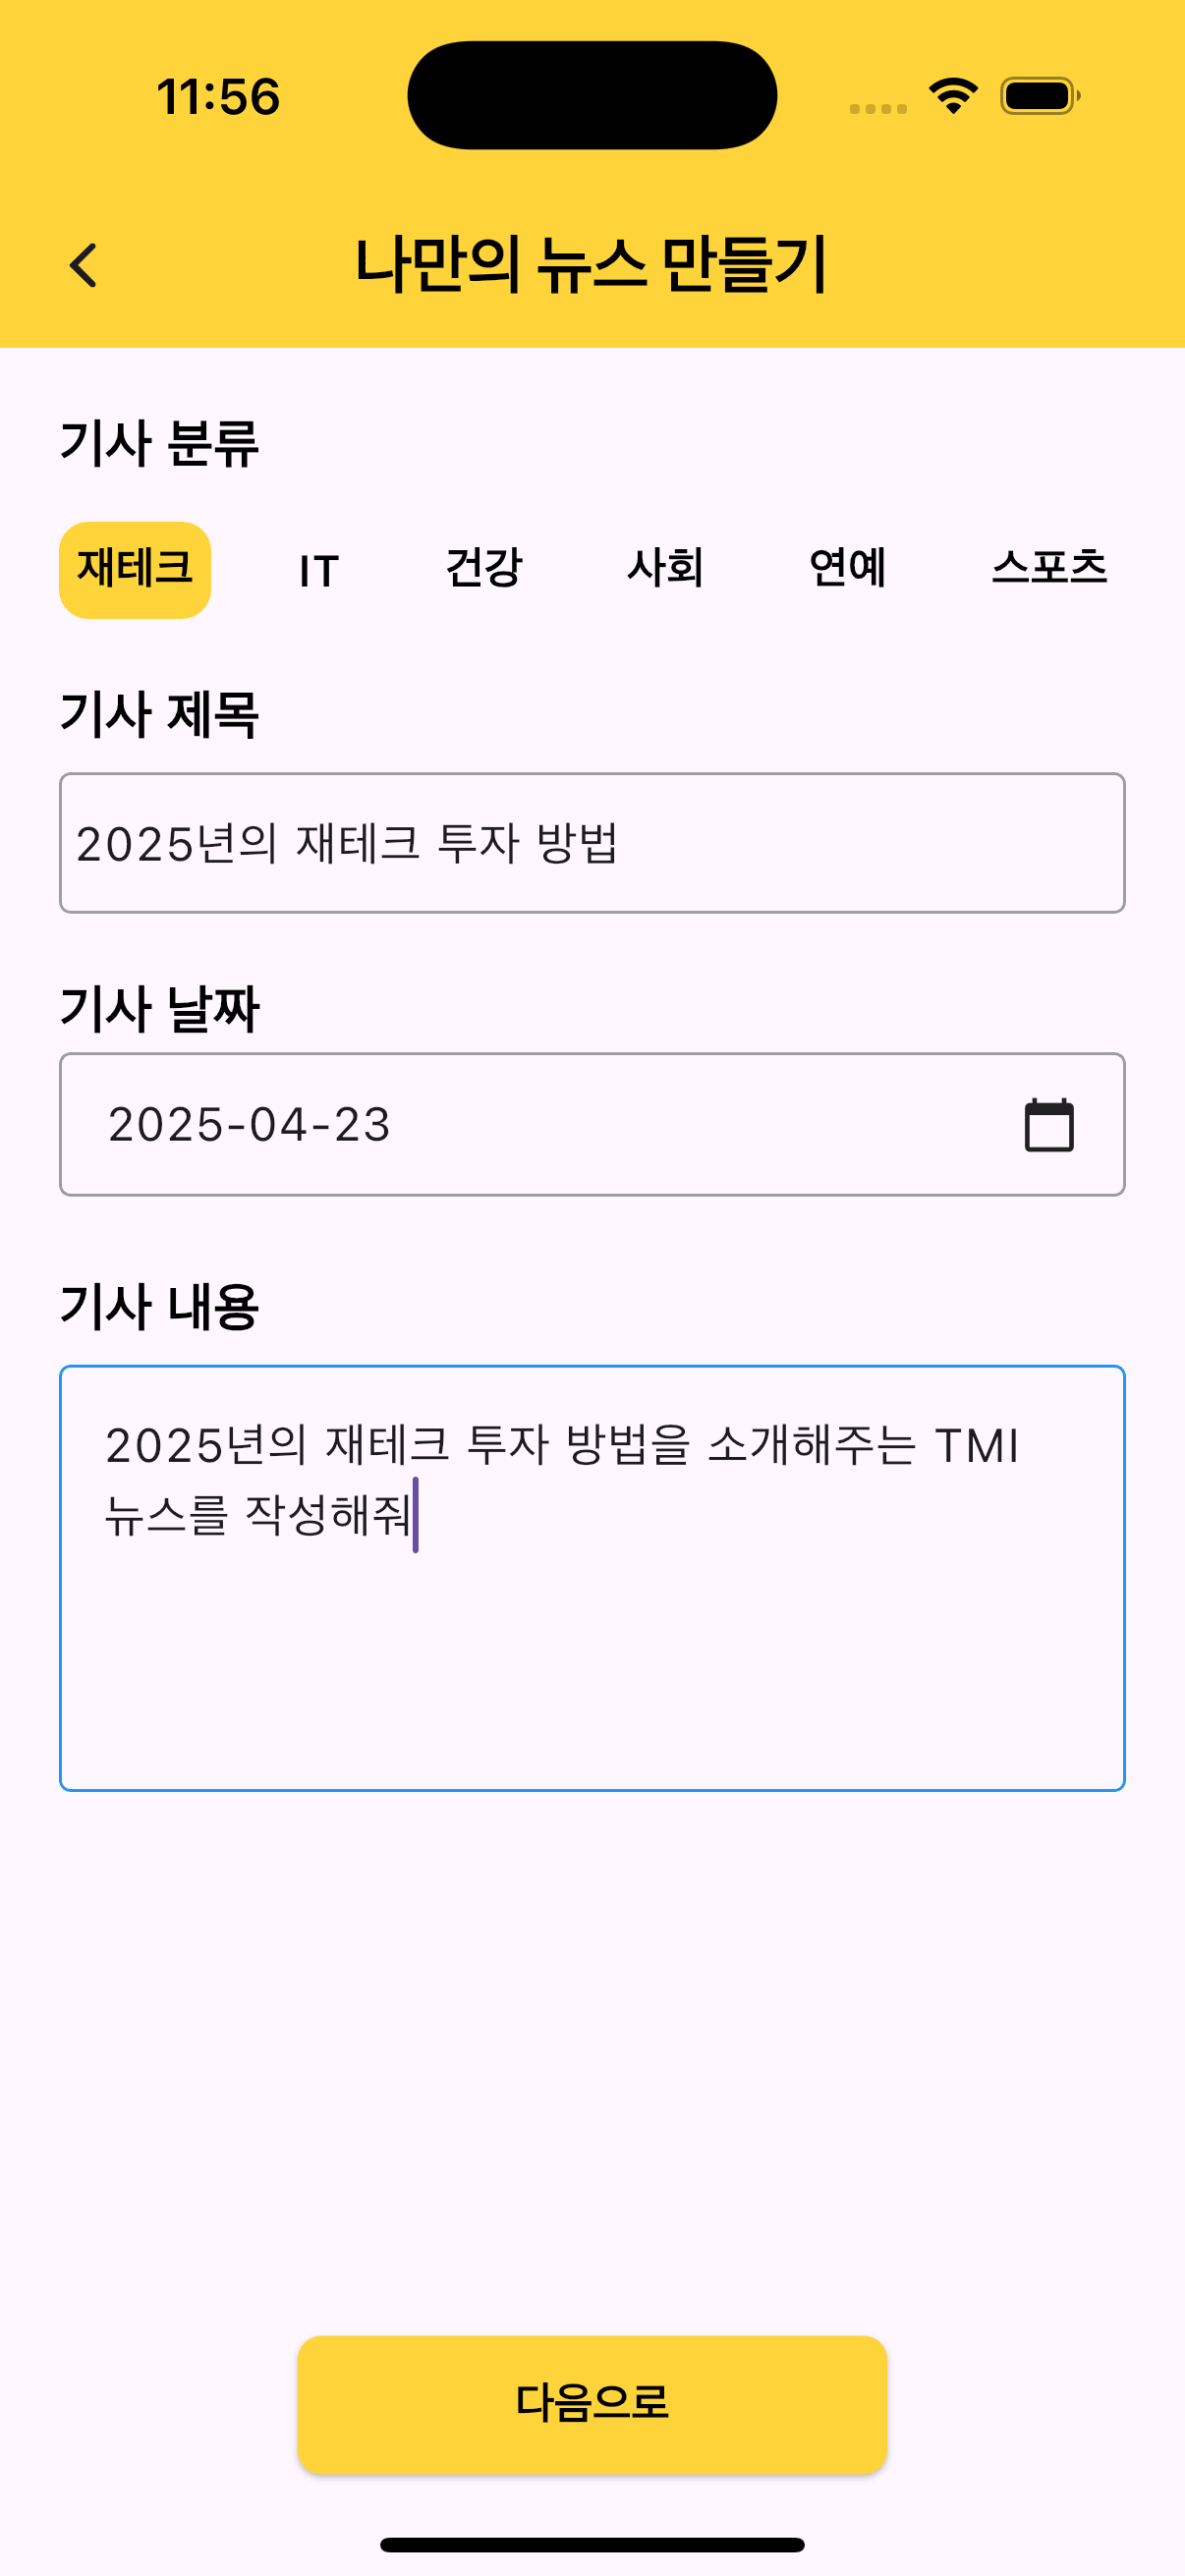 11:56
나만의 뉴스 만들기
기사 분류
재테크 IT 건강 사회 연예 스포츠
기사 제목
2025년의 재테크 투자 방법
기사 날짜
2025-04-23
기사 내용
2025년의 재테크 투자 방법을 소개해주는 TMI
뉴스를 작성해줘
다음으로